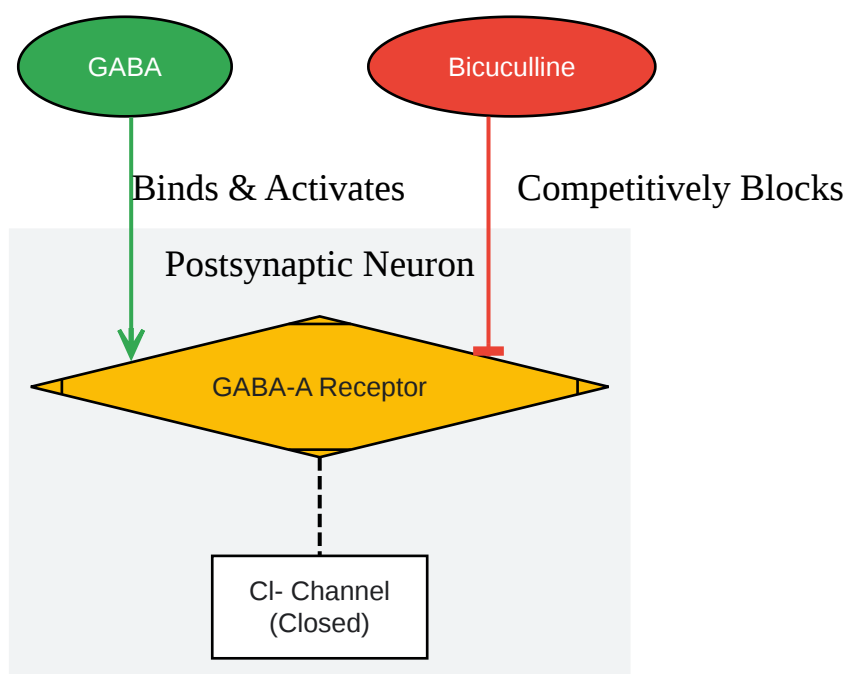 GABA
Bicuculline
Binds & Activates
Competitively Blocks
Postsynaptic Neuron
GABA-A Receptor
Cl- Channel
(Closed)